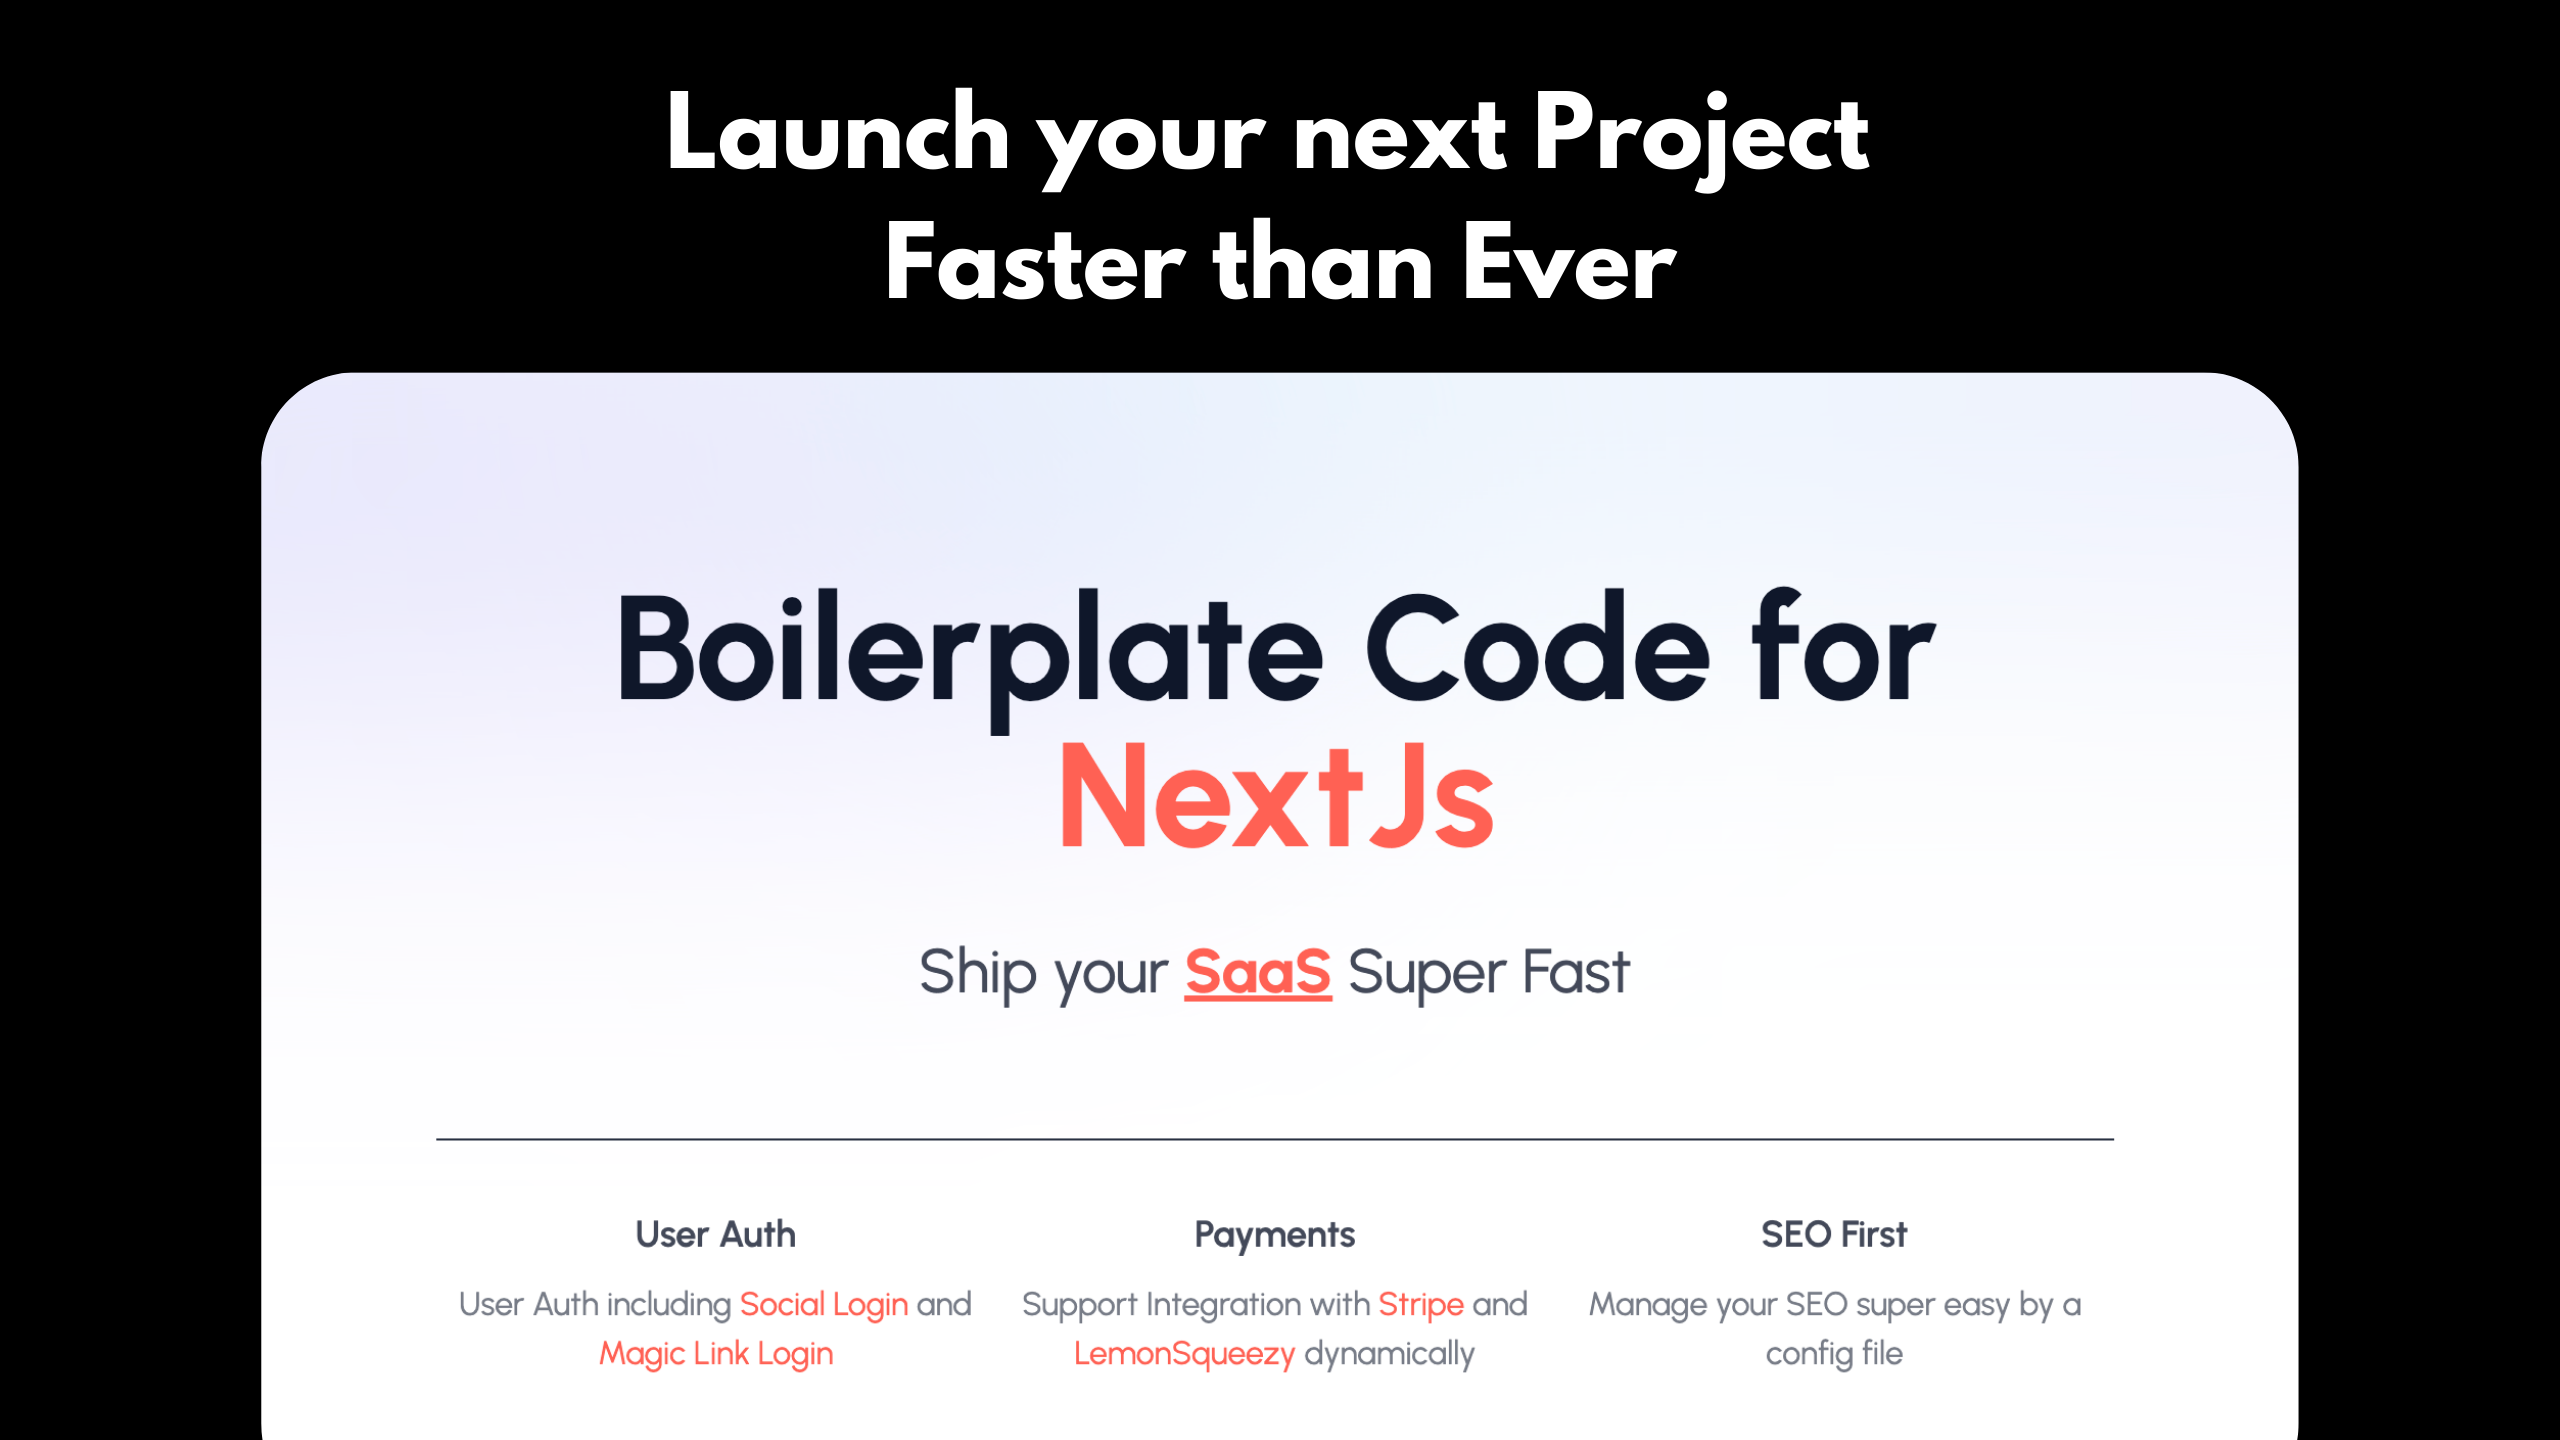 Launch your next Project
Faster than Ever
Boilerplate Code for
NextJs
Ship your SaaS Super Fast
User Auth
User Auth including Social Login and
Magic Link Login
Payments
Support Integration with Stripe and
LemonSqueezy dynamically
SEO First
Manage your SEO super easy by a
config file